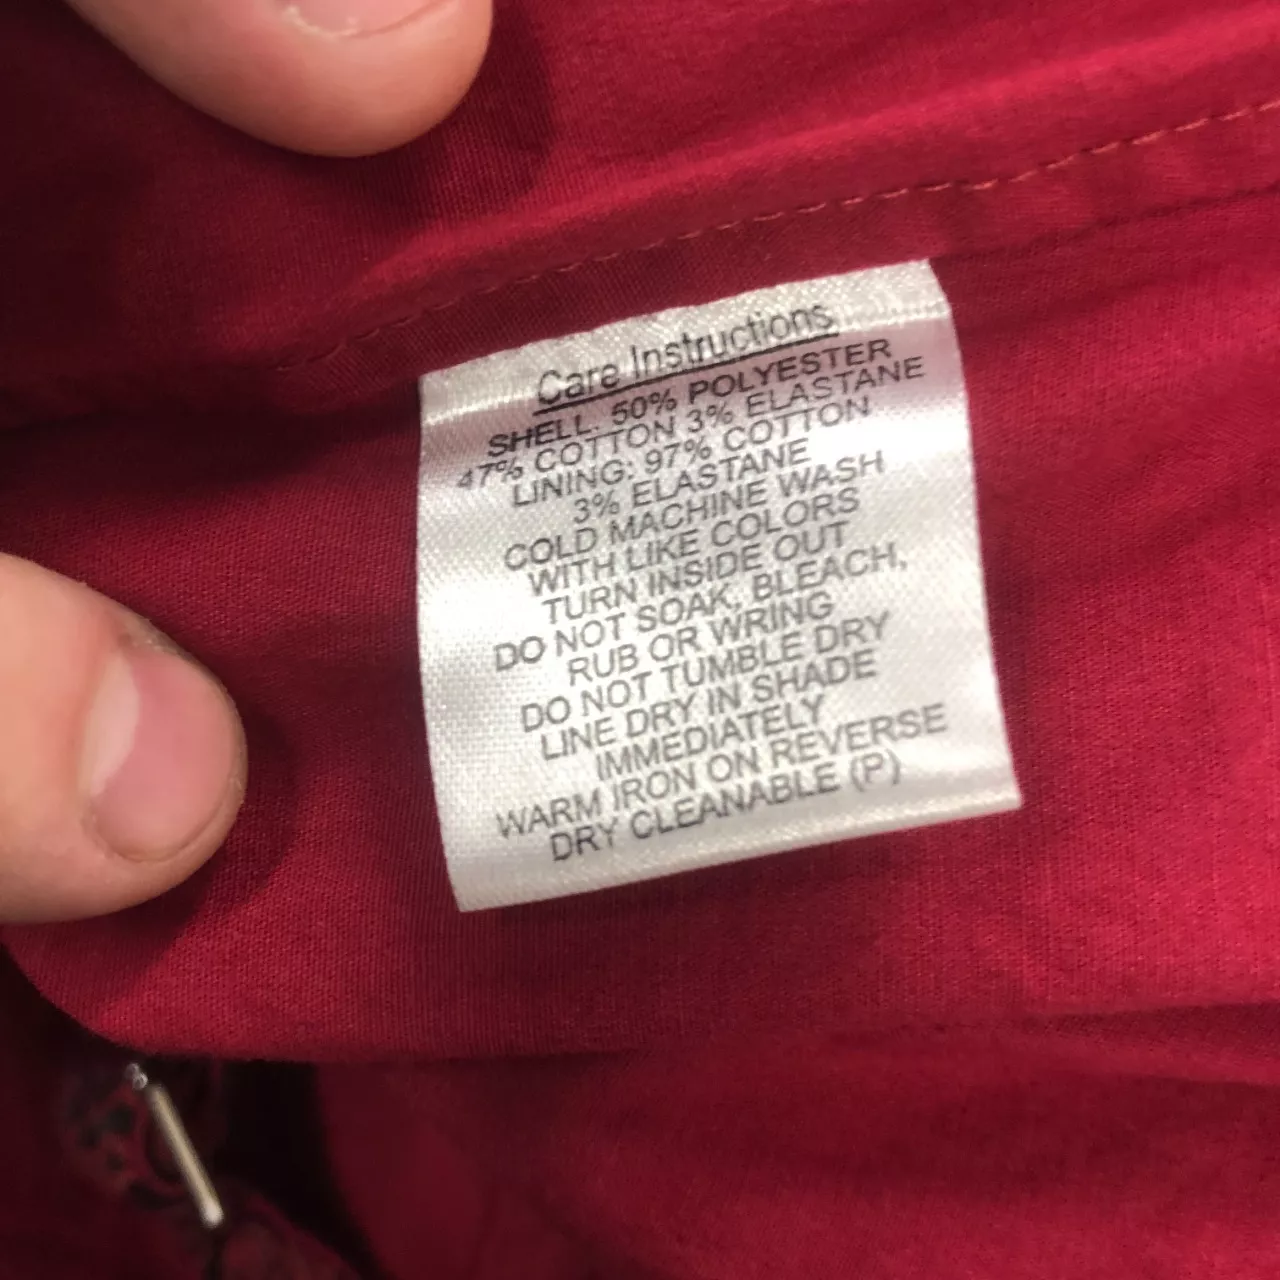 Care Instructions
SHELL. 50% POLYESTER
47% COTTON 3% ELASTANE
LINING: 97% COTTON
3% ELASTANE
COLD MACHINE WASH
WITH LIKE COLORS
TURN INSIDE OUT
DO NOT SOAK, BLEACH,
RUB OR WRING
DO NOT TUMBLE DRY
LINE DRY IN SHADE
IMMEDIATELY
WARM IRON ON REVERSE
DRY CLEANABLE (P)